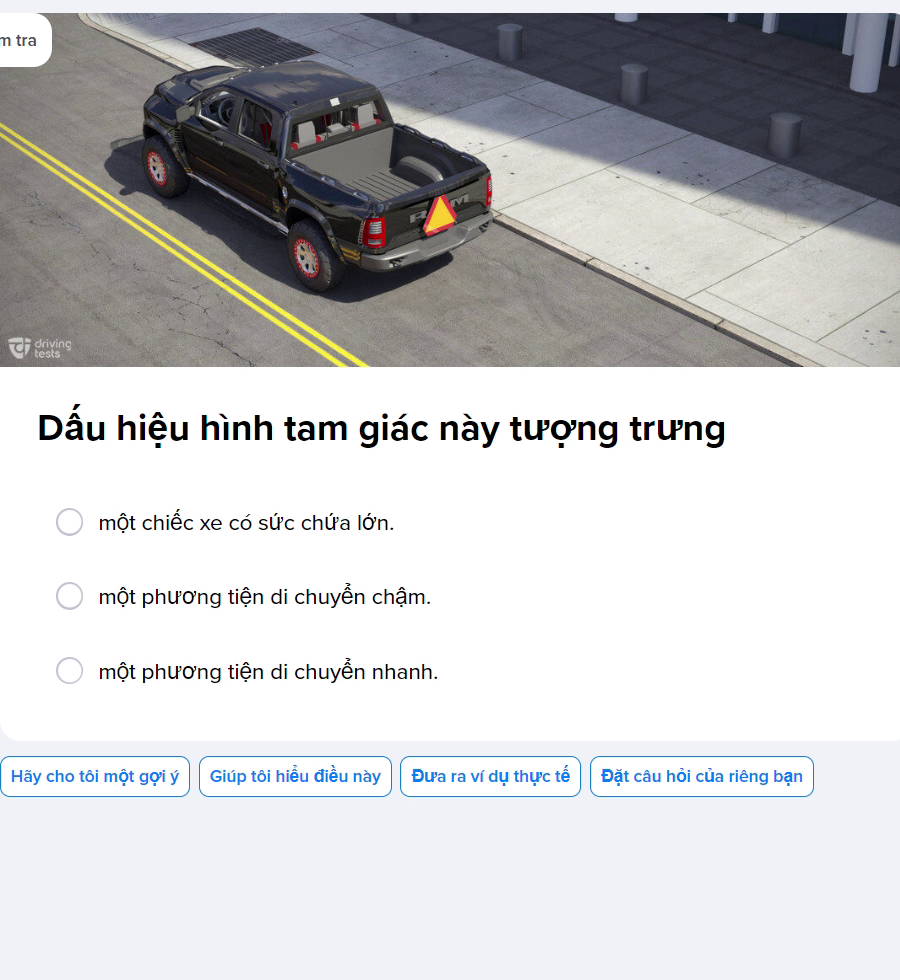 m tra
RAM
driving
tests
Dấu hiệu hình tam giác này tượng trưng
một chiếc xe có sức chứa lớn.
một phương tiện di chuyển chậm.
một phương tiện di chuyển nhanh.
Hãy cho tôi một gợi ý
Giúp tôi hiểu điều này
Đưa ra ví dụ thực tế
Đặt câu hỏi của riêng bạn